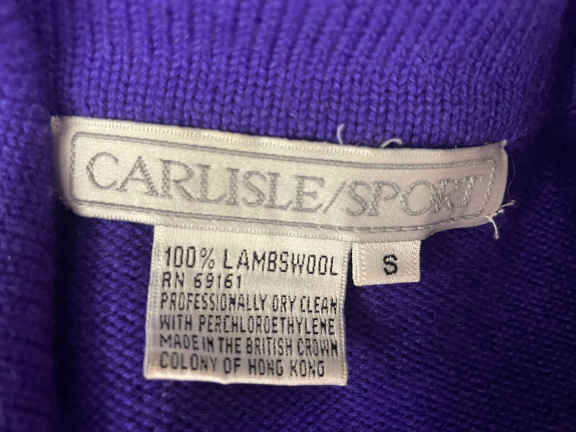 CARLISLE/SPORT
100% LAMBSWOOL
RN 69161
PROFESSIONALLY DRY CLEAN
WITH PERCHLOROETHYLENE
MADE IN THE BRITISH CROWN
COLONY OF HONG KONG
S